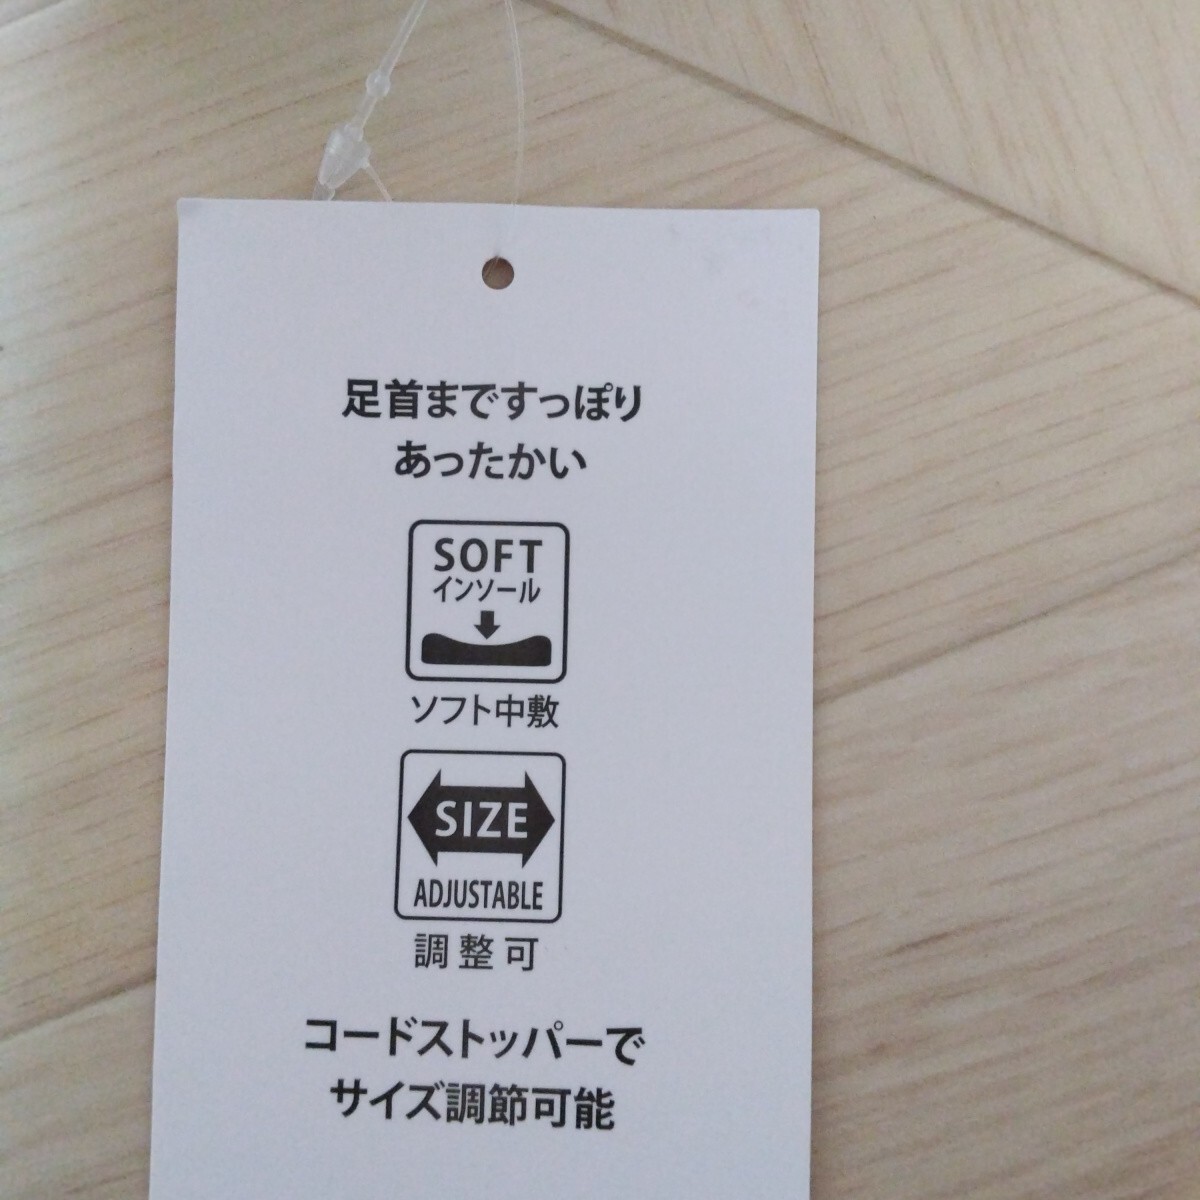 足首まですっぽり
あったかい
SOFT
インソール
ソフト中敷
SIZE
ADJUSTABLE
調整可
コードストッパーで
サイズ調節可能